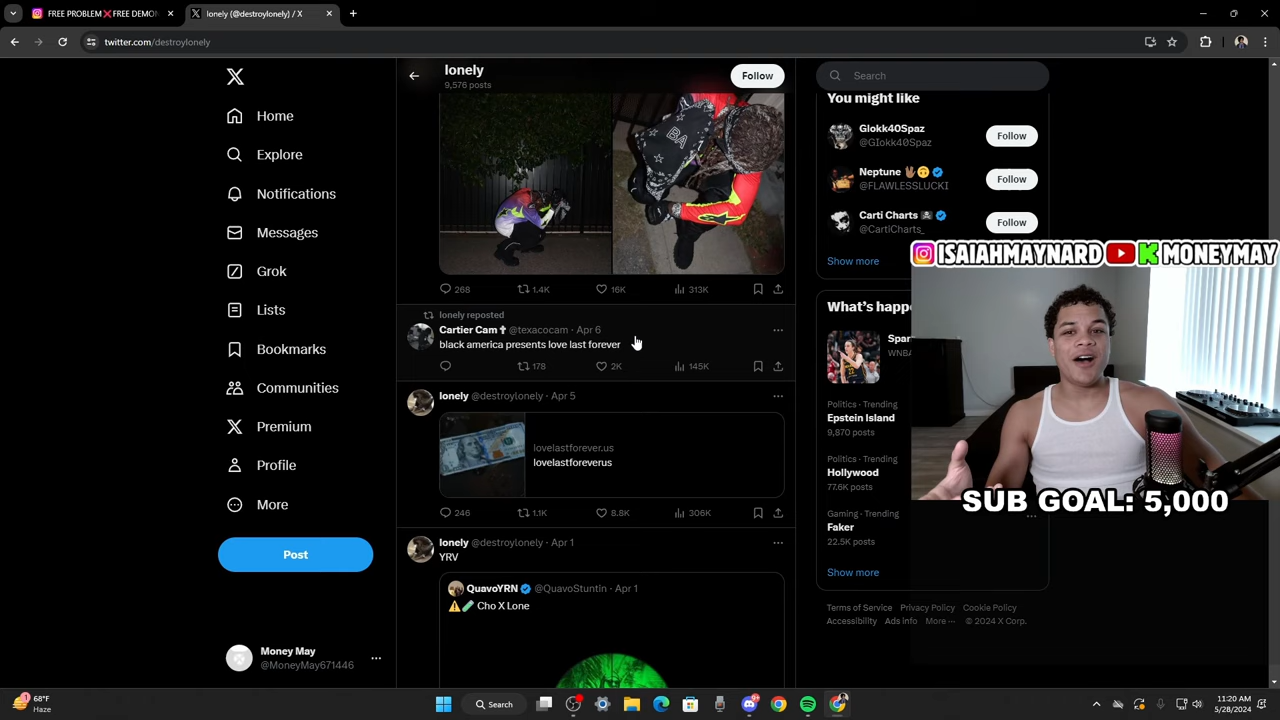 FREE PROBLEM❌FREE DEMON
lonely (@destroylonely) / X
twitter.com/destroylonely
Home
Explore
Notifications
Messages
Grok
Lists
Bookmarks
Communities
Premium
Profile
More
Post
Money May
@MoneyMay671446
lonely
9,576 posts
Follow
268 1.4K 16K 313K
lonely reposted
Cartier Cam✝ @texacocam · Apr 6
black america presents love last forever
178 2K 145K
lonely @destroylonely · Apr 5
lovelastforever.us
lovelastforeverus
246 1.1K 8.8K 306K
lonely @destroylonely · Apr 1
YRV
QuavoYRN @QuavoStuntin · Apr 1
⚠️🧪 Cho X Lone
Search
You might like
Glokk40Spaz
@GIokk40Spaz
Follow
Neptune
@FLAWLESSLUCKI
Follow
Carti Charts
@CartiCharts_
Follow
Show more
What's happe
Spar
WNBA
Politics · Trending
Epstein Island
9,870 posts
Politics · Trending
Hollywood
77.6K posts
Gaming · Trending
Faker
22.5K posts
Show more
Terms of Service Privacy Policy Cookie Policy
Accessibility Ads info More ··· © 2024 X Corp.
ISAIAHMAYNARD K MONEYMAY
SUB GOAL: 5,000
68°F
Haze
Search
11:20 AM
5/28/2024